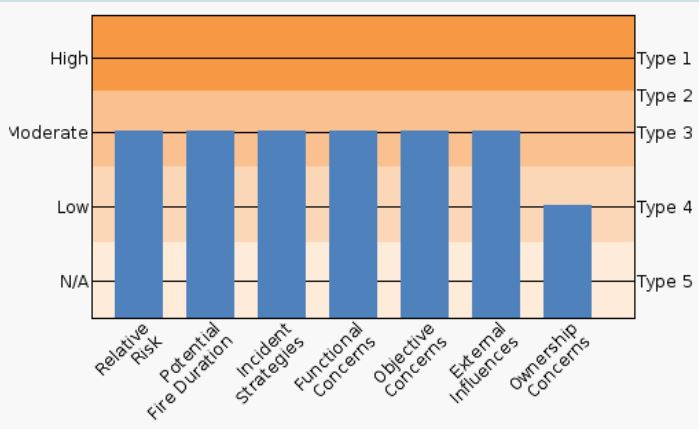 High
Type 1
Type 2
Moderate
Type 3
Low
Type 4
N/A
Type 5
Relative
Risk
Potential
Fire Duration
Incident
Strategies
Functional
Concerns
Objective
Concerns
External
Influences
Ownership
Concerns